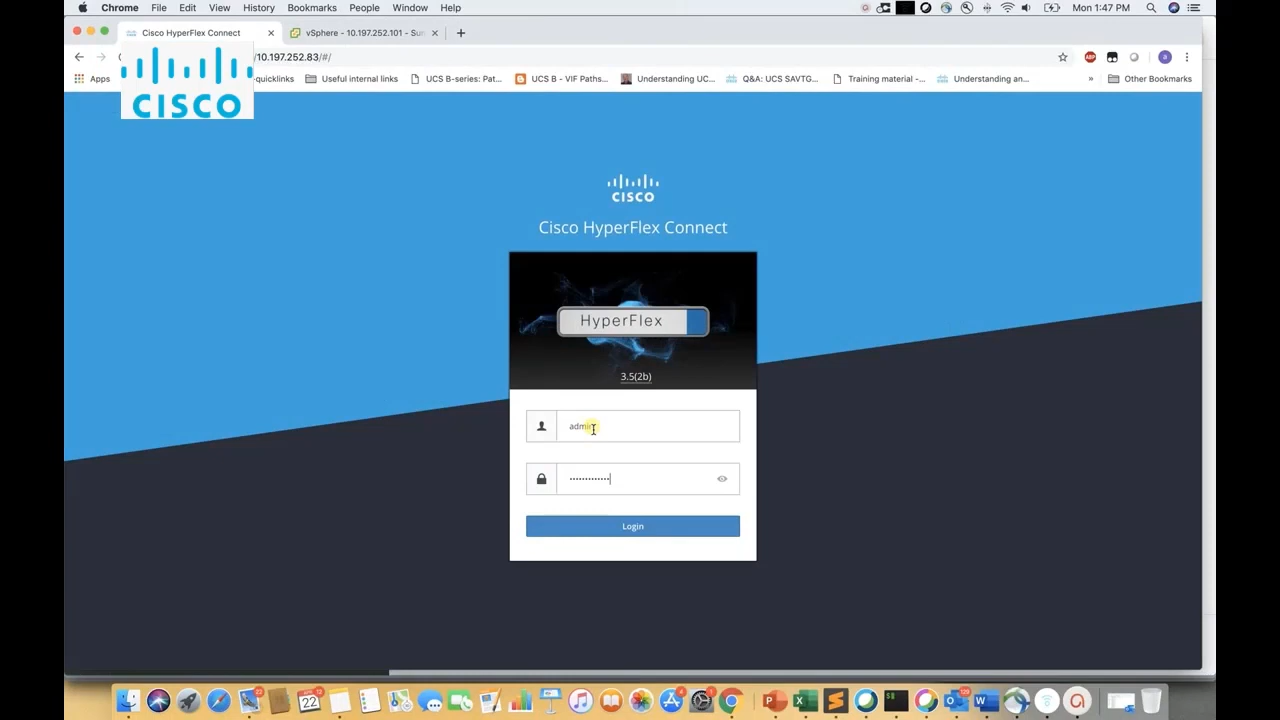 Chrome File Edit View History Bookmarks People Window Help Mon 1:47 PM
Cisco HyperFlex Connect vSphere - 10.197.252.101 - Sun
/10.197.252.83/#/
Apps quicklinks Useful internal links UCS B-series: Pat... UCS B - VIF Paths... Understanding UC... Q&A: UCS SAVTG... Training material -... Understanding an... » Other Bookmarks
CISCO
CISCO
Cisco HyperFlex Connect
HyperFlex
3.5(2b)
admin
Login